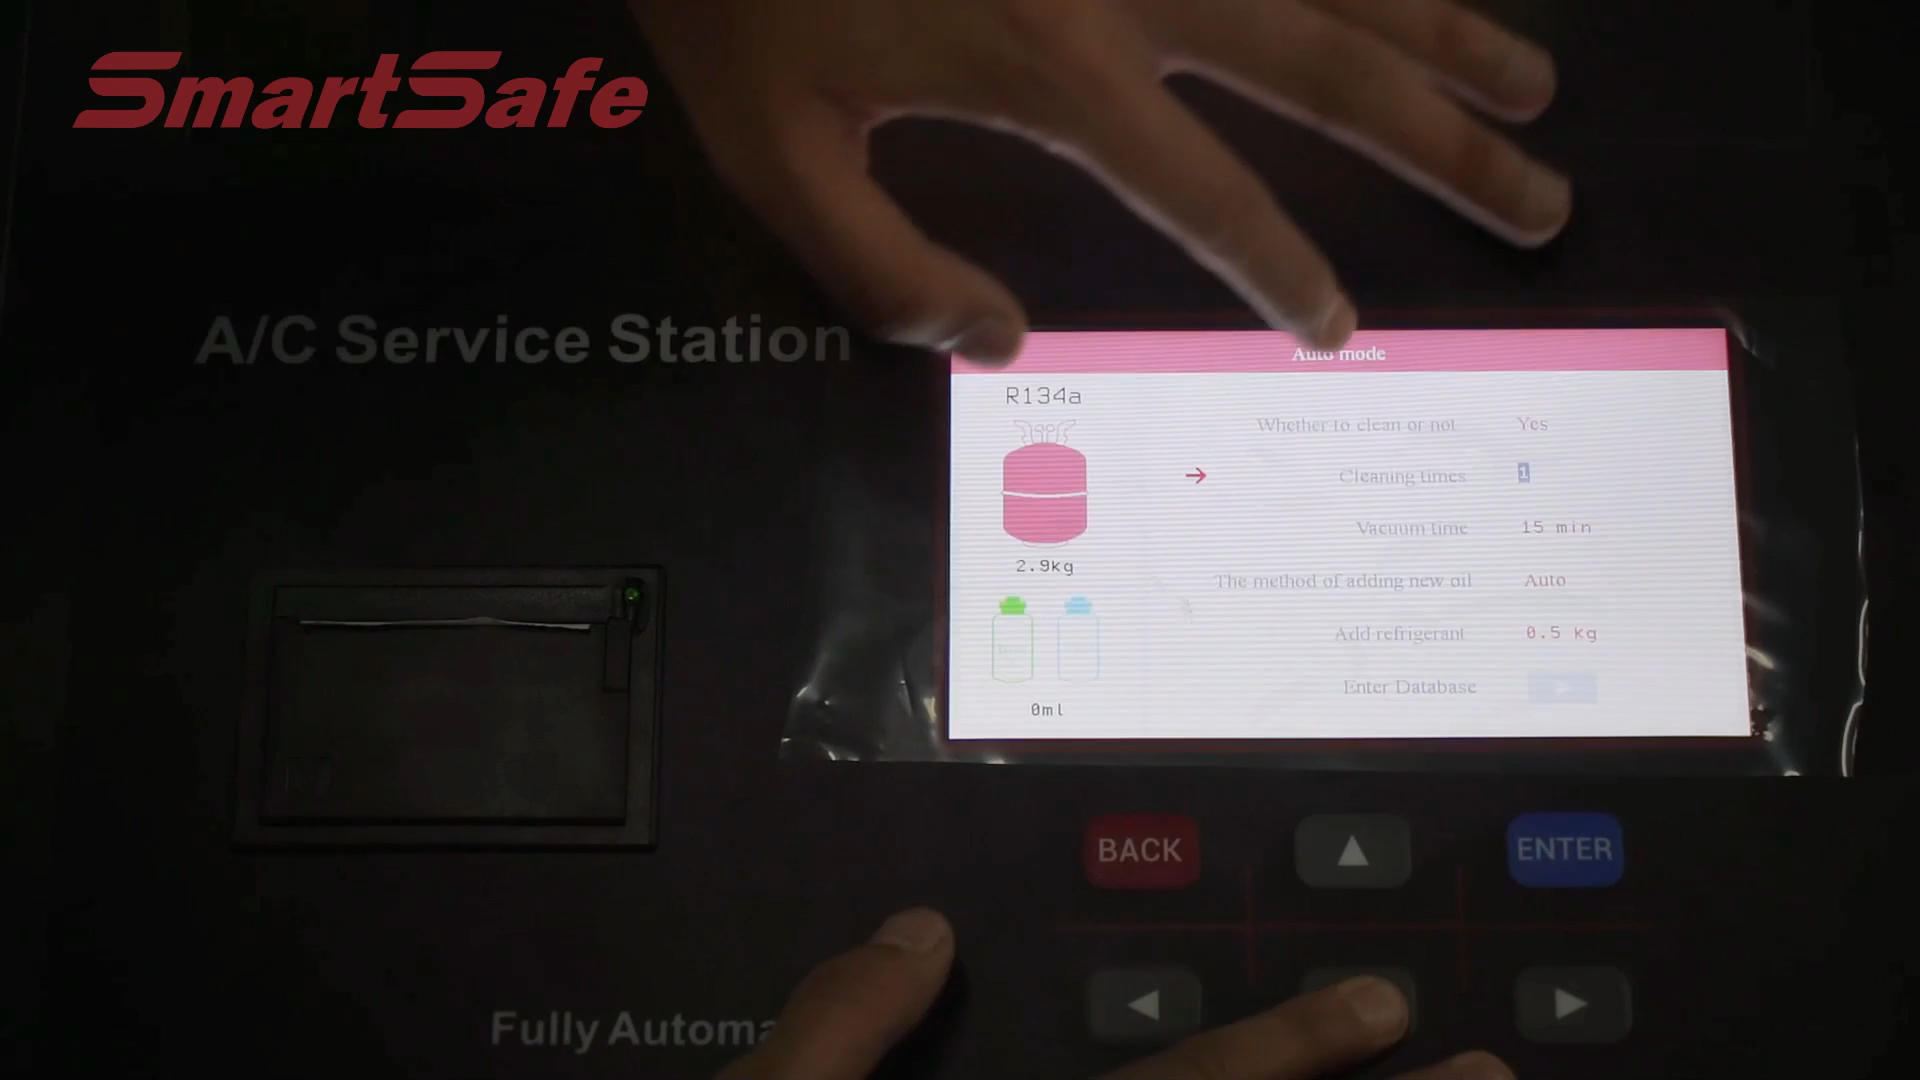 SmartSafe
A/C Service Station
Auto mode
R134a
Whether to clean or not Yes
Cleaning times 1
Vacuum time 15 min
2.9kg
The method of adding new oil Auto
Add refrigerant 0.5 kg
Enter Database
0ml
BACK
ENTER
Fully Automa